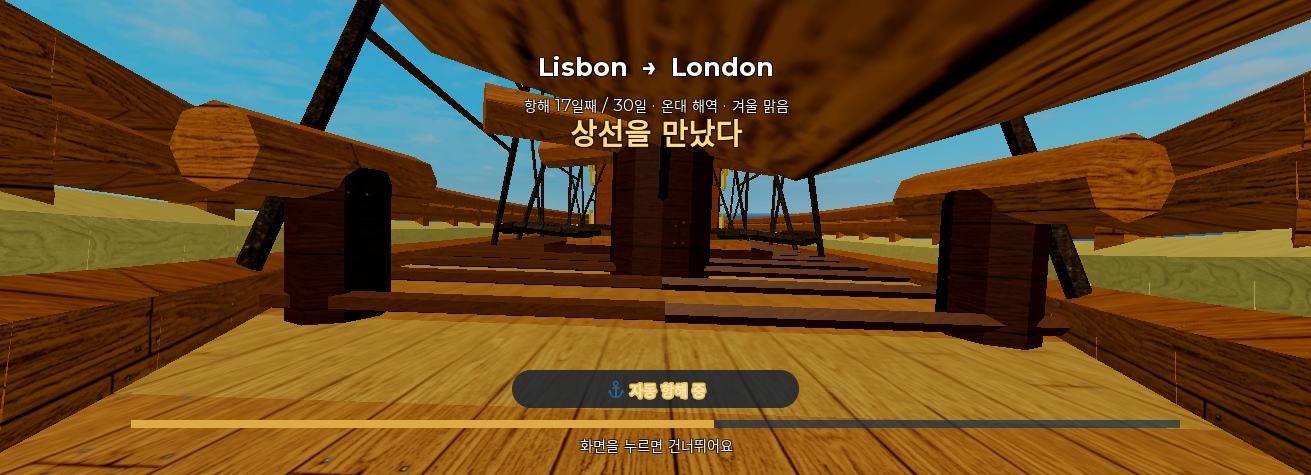 Lisbon → London
항해 17일째 / 30일 · 온대 해역 · 겨울 맑음
상선을 만났다
⚓ 자동 항해 중
화면을 누르면 건너뛰어요